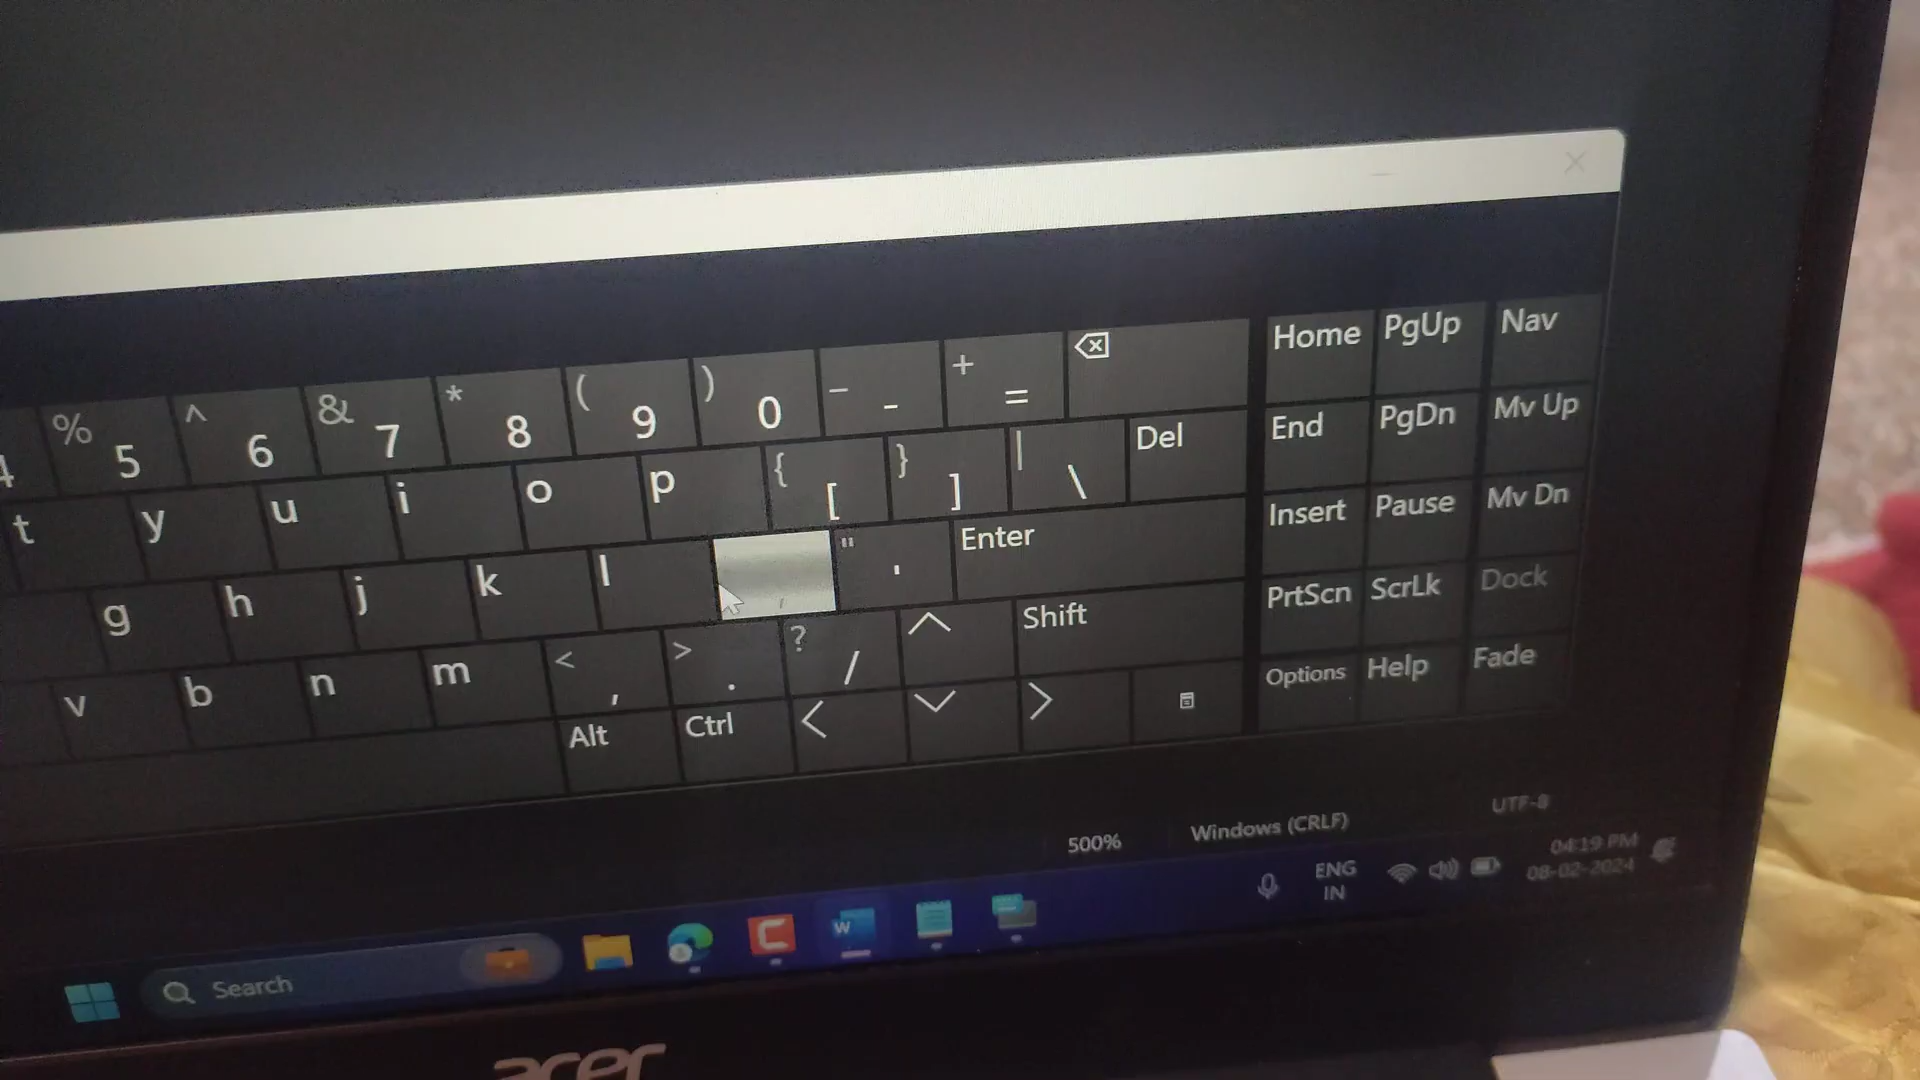 % 5 ^ 6 & 7 * 8 ( 9 ) 0 _ - + =
Home PgUp Nav
t y u i o p { [ } ] | \ Del
End PgDn Mv Up
g h j k l " ' Enter
Insert Pause Mv Dn
v b n m < , > . ? / Shift
PrtScn ScrLk Dock
Alt Ctrl
Options Help Fade
500% Windows (CRLF) UTF-8
Search
ENG
IN
04:19 PM
08-02-2024
acer